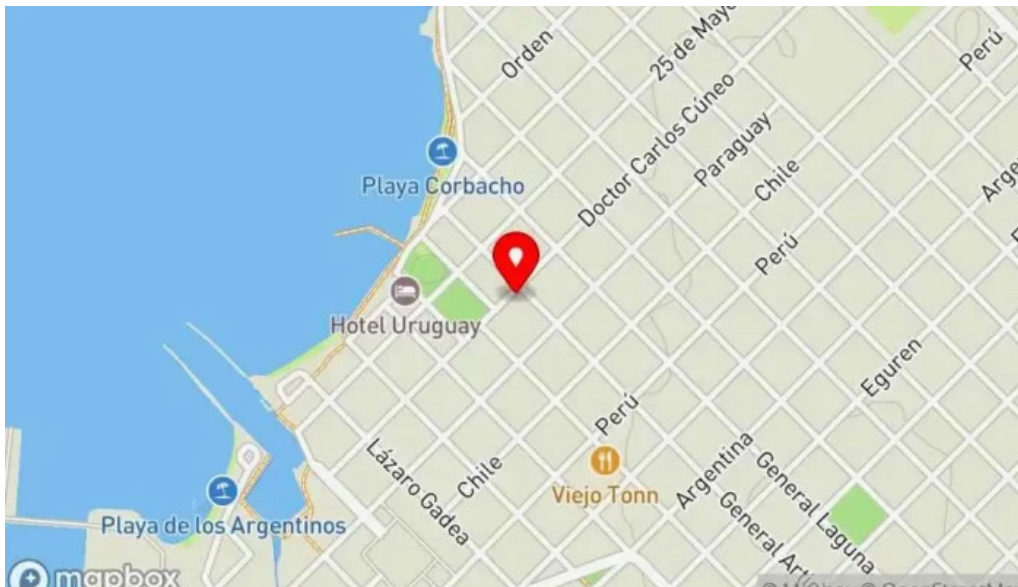 Orden
25 de Mayo
Perú
Doctor Carlos Cúneo
Paraguay
Playa Corbacho
Chile
Perú
Hotel Uruguay
Eguren
Perú
Lázaro Gadea
Chile
Argentina
General Laguna
Viejo Tonn
Playa de los Argentinos
mapbox